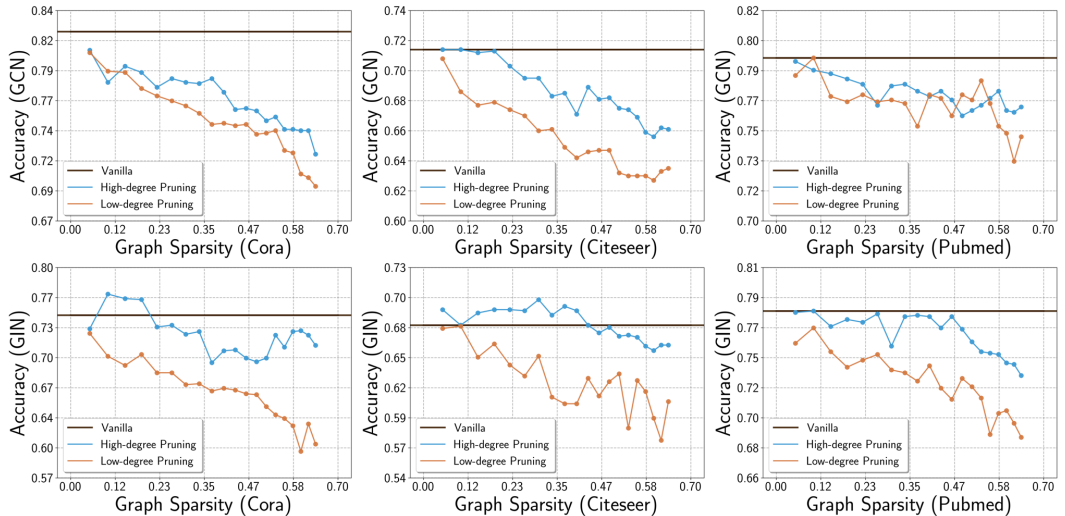 0.84
0.82
0.79
0.77
0.74
0.72
0.69
0.67
Accuracy (GCN)
Vanilla
High-degree Pruning
Low-degree Pruning
0.00 0.12 0.23 0.35 0.47 0.58 0.70
Graph Sparsity (Cora)
0.74
0.72
0.70
0.68
0.66
0.64
0.62
0.60
Accuracy (GCN)
Vanilla
High-degree Pruning
Low-degree Pruning
0.00 0.12 0.23 0.35 0.47 0.58 0.70
Graph Sparsity (Citeseer)
0.82
0.80
0.78
0.77
0.75
0.73
0.72
0.70
Accuracy (GCN)
Vanilla
High-degree Pruning
Low-degree Pruning
0.00 0.12 0.23 0.35 0.47 0.58 0.70
Graph Sparsity (Pubmed)
0.80
0.77
0.73
0.70
0.67
0.64
0.60
0.57
Accuracy (GIN)
Vanilla
High-degree Pruning
Low-degree Pruning
0.00 0.12 0.23 0.35 0.47 0.58 0.70
Graph Sparsity (Cora)
0.73
0.70
0.68
0.65
0.62
0.59
0.57
0.54
Accuracy (GIN)
Vanilla
High-degree Pruning
Low-degree Pruning
0.00 0.12 0.23 0.35 0.47 0.58 0.70
Graph Sparsity (Citeseer)
0.81
0.79
0.77
0.75
0.72
0.70
0.68
0.66
Accuracy (GIN)
Vanilla
High-degree Pruning
Low-degree Pruning
0.00 0.12 0.23 0.35 0.47 0.58 0.70
Graph Sparsity (Pubmed)